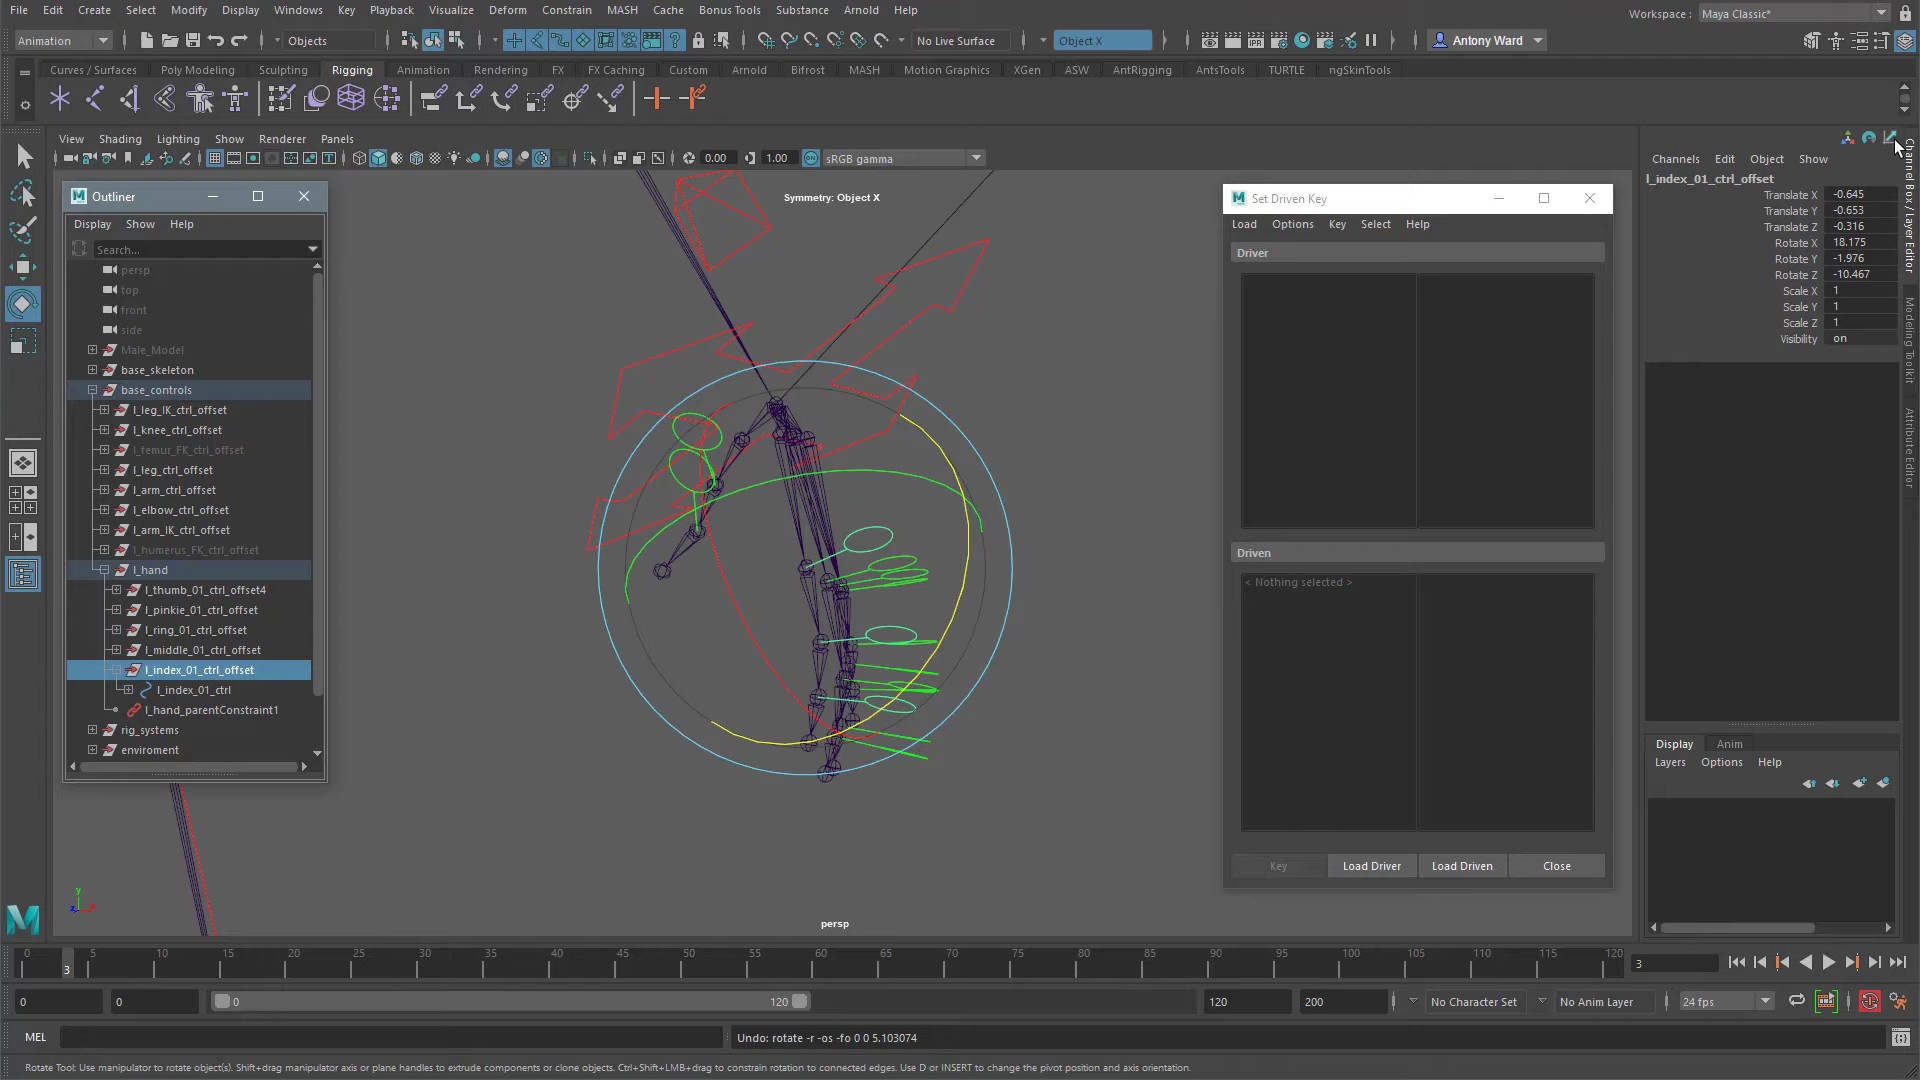 File Edit Create Select Modify Display Windows Key Playback Visualize Deform Constrain MASH Cache Bonus Tools Substance Arnold Help
Workspace : Maya Classic*
Animation Objects No Live Surface Object X Antony Ward
Curves / Surfaces Poly Modeling Sculpting Rigging Animation Rendering FX FX Caching Custom Arnold Bifrost MASH Motion Graphics XGen ASW AntRigging AntsTools TURTLE ngSkinTools
View Shading Lighting Show Renderer Panels
0.00 1.00 sRGB gamma
Symmetry: Object X
persp
Outliner
Display Show Help
Search...
persp
top
front
side
Male_Model
base_skeleton
base_controls
l_leg_IK_ctrl_offset
l_knee_ctrl_offset
l_femur_FK_ctrl_offset
l_leg_ctrl_offset
l_arm_ctrl_offset
l_elbow_ctrl_offset
l_arm_IK_ctrl_offset
l_humerus_FK_ctrl_offset
l_hand
l_thumb_01_ctrl_offset4
l_pinkie_01_ctrl_offset
l_ring_01_ctrl_offset
l_middle_01_ctrl_offset
l_index_01_ctrl_offset
l_index_01_ctrl
l_hand_parentConstraint1
rig_systems
enviroment
Set Driven Key
Load Options Key Select Help
Driver
Driven
< Nothing selected >
Key Load Driver Load Driven Close
Channels Edit Object Show
l_index_01_ctrl_offset
Translate X -0.645
Translate Y -0.653
Translate Z -0.316
Rotate X 18.175
Rotate Y -1.976
Rotate Z -10.467
Scale X 1
Scale Y 1
Scale Z 1
Visibility on
Channel Box / Layer Editor
Modeling Toolkit
Attribute Editor
Display Anim
Layers Options Help
y
0 5 10 15 20 25 30 35 40 45 50 55 60 65 70 75 80 85 90 95 100 105 110 115 120
3
3
0 0 0 120 120 200 No Character Set No Anim Layer 24 fps
MEL Undo: rotate -r -os -fo 0 0 5.103074
Rotate Tool: Use manipulator to rotate object(s). Shift+drag manipulator axis or plane handles to extrude components or clone objects. Ctrl+Shift+LMB+drag to constrain rotation to connected edges. Use D or INSERT to change the pivot position and axis orientation.